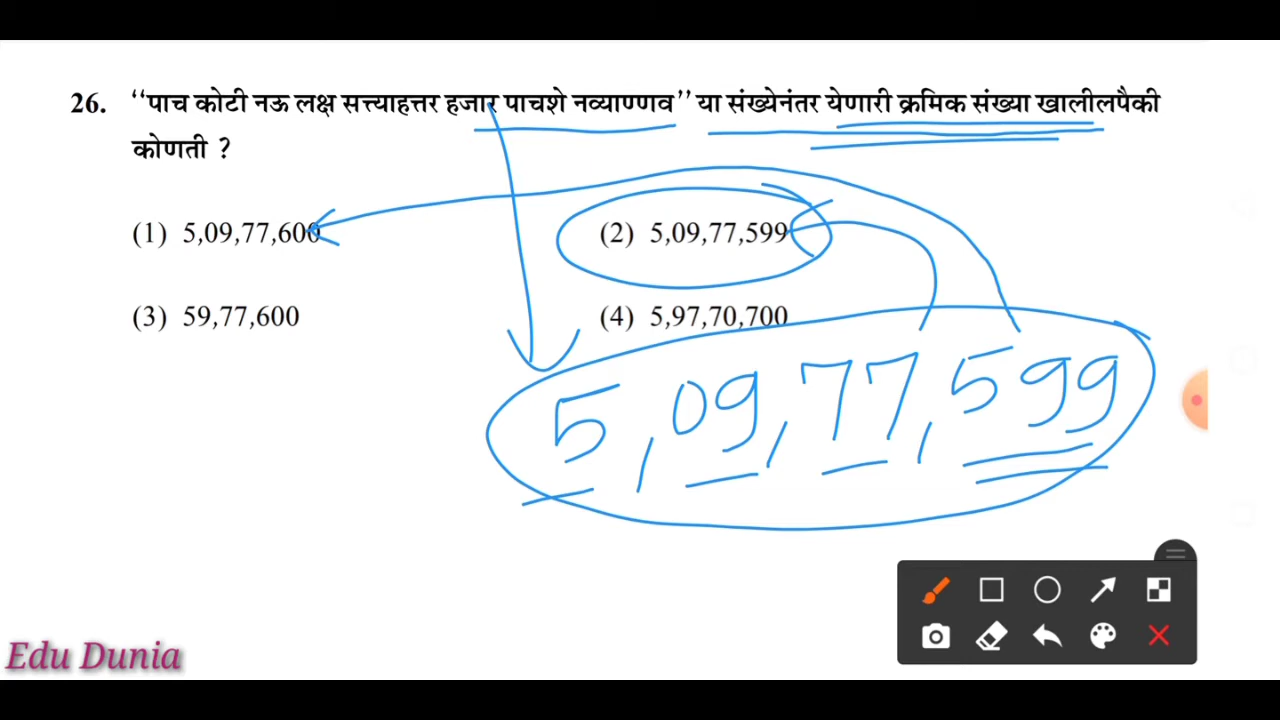 26. ‘‘पाच कोटी नऊ लक्ष सत्त्याहत्तर हजार पाचशे नव्याण्णव’’ या संख्येनंतर येणारी क्रमिक संख्या खालीलपैकी
कोणती ?
(1) 5,09,77,600 (2) 5,09,77,599
(3) 59,77,600 (4) 5,97,70,700
5,09,77,599
Edu Dunia